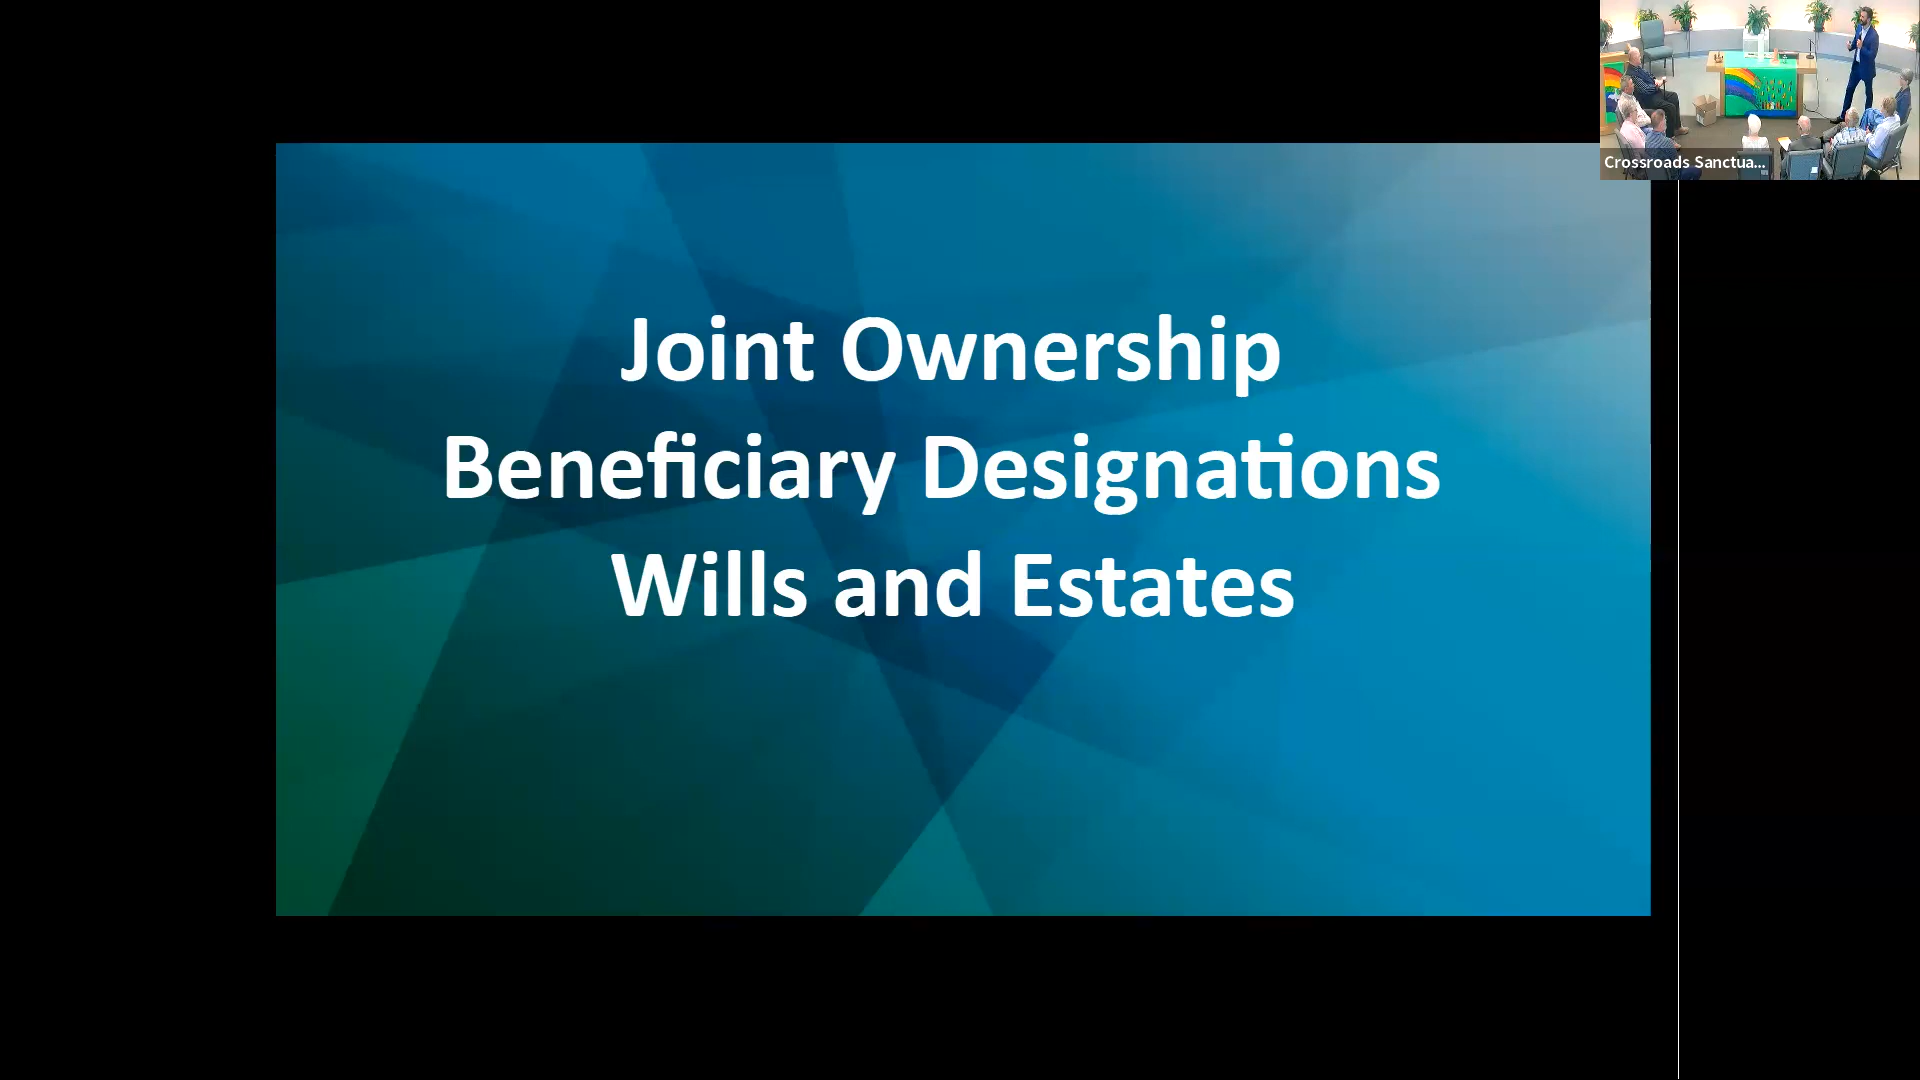 Joint Ownership
Beneficiary Designations
Wills and Estates
Crossroads Sanctua...